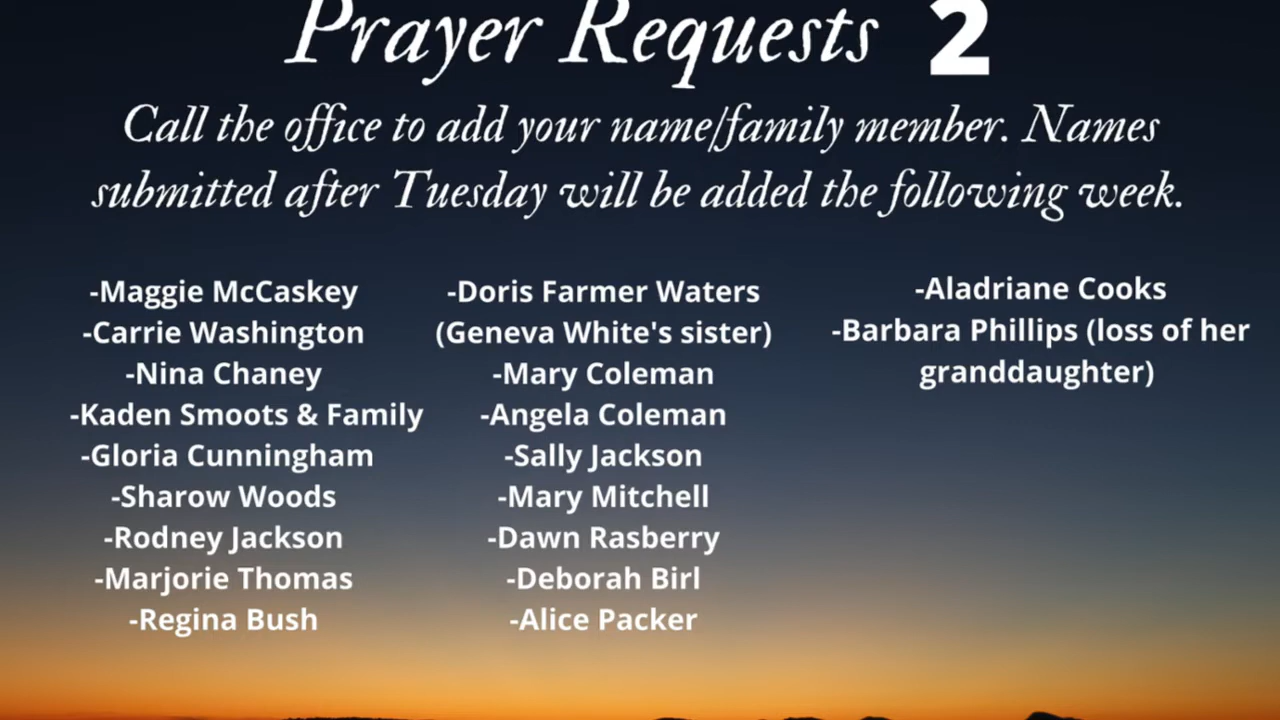 Prayer Requests 2
Call the office to add your name/family member. Names
submitted after Tuesday will be added the following week.
-Maggie McCaskey
-Carrie Washington
-Nina Chaney
-Kaden Smoots & Family
-Gloria Cunningham
-Sharow Woods
-Rodney Jackson
-Marjorie Thomas
-Regina Bush
-Doris Farmer Waters
(Geneva White's sister)
-Mary Coleman
-Angela Coleman
-Sally Jackson
-Mary Mitchell
-Dawn Rasberry
-Deborah Birl
-Alice Packer
-Aladriane Cooks
-Barbara Phillips (loss of her
granddaughter)